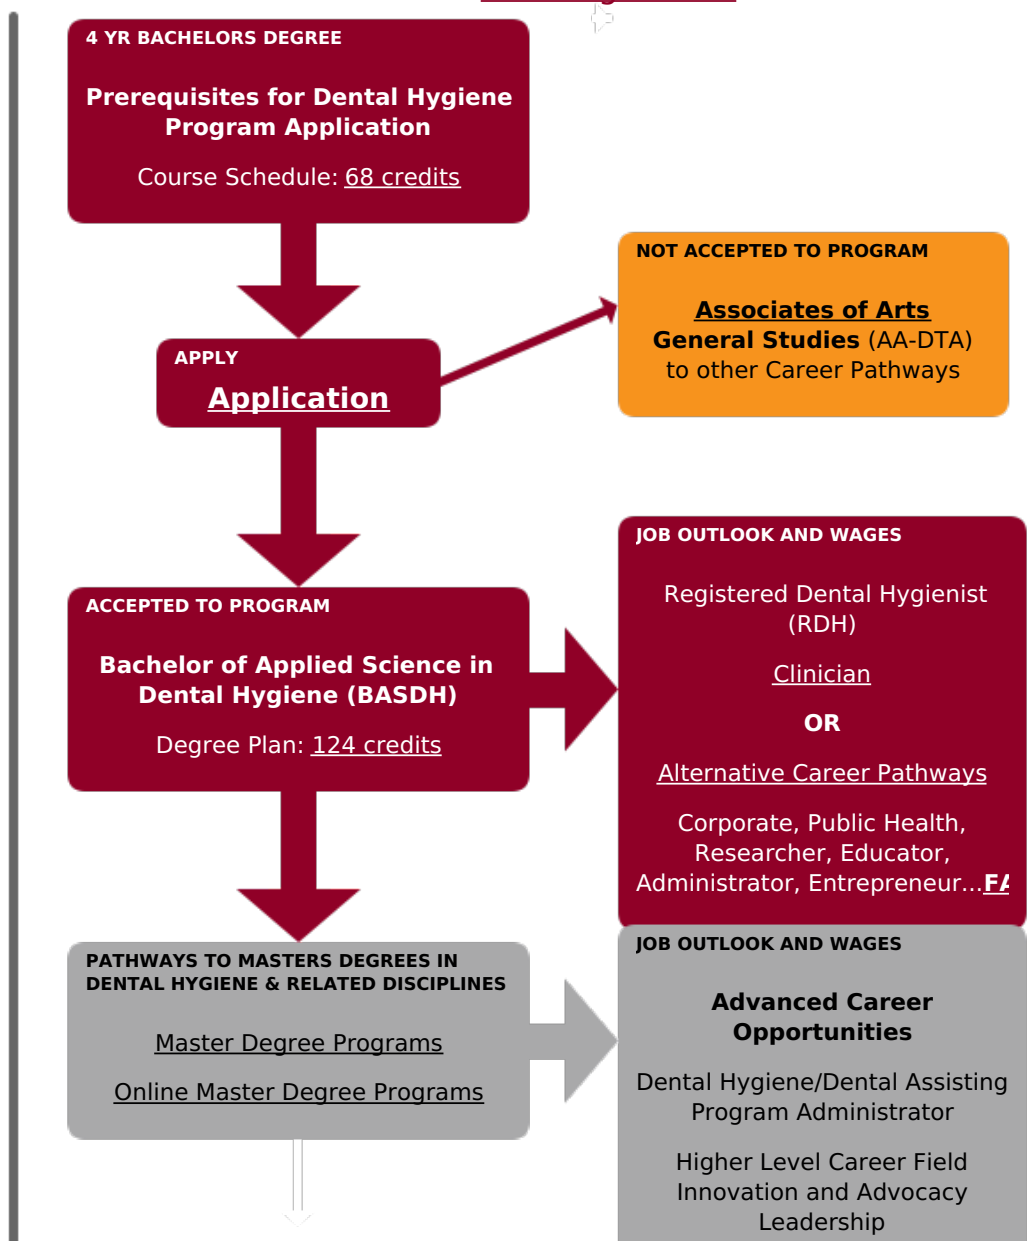 4 YR BACHELORS DEGREE
Prerequisites for Dental Hygiene
Program Application
Course Schedule: 68 credits
NOT ACCEPTED TO PROGRAM
Associates of Arts
General Studies (AA-DTA)
to other Career Pathways
APPLY
Application
ACCEPTED TO PROGRAM
Bachelor of Applied Science in
Dental Hygiene (BASDH)
Degree Plan: 124 credits
JOB OUTLOOK AND WAGES
Registered Dental Hygienist
(RDH)
Clinician
OR
Alternative Career Pathways
Corporate, Public Health,
Researcher, Educator,
Administrator, Entrepreneur...
PATHWAYS TO MASTERS DEGREES IN
DENTAL HYGIENE & RELATED DISCIPLINES
Master Degree Programs
Online Master Degree Programs
JOB OUTLOOK AND WAGES
Advanced Career
Opportunities
Dental Hygiene/Dental Assisting
Program Administrator
Higher Level Career Field
Innovation and Advocacy
Leadership